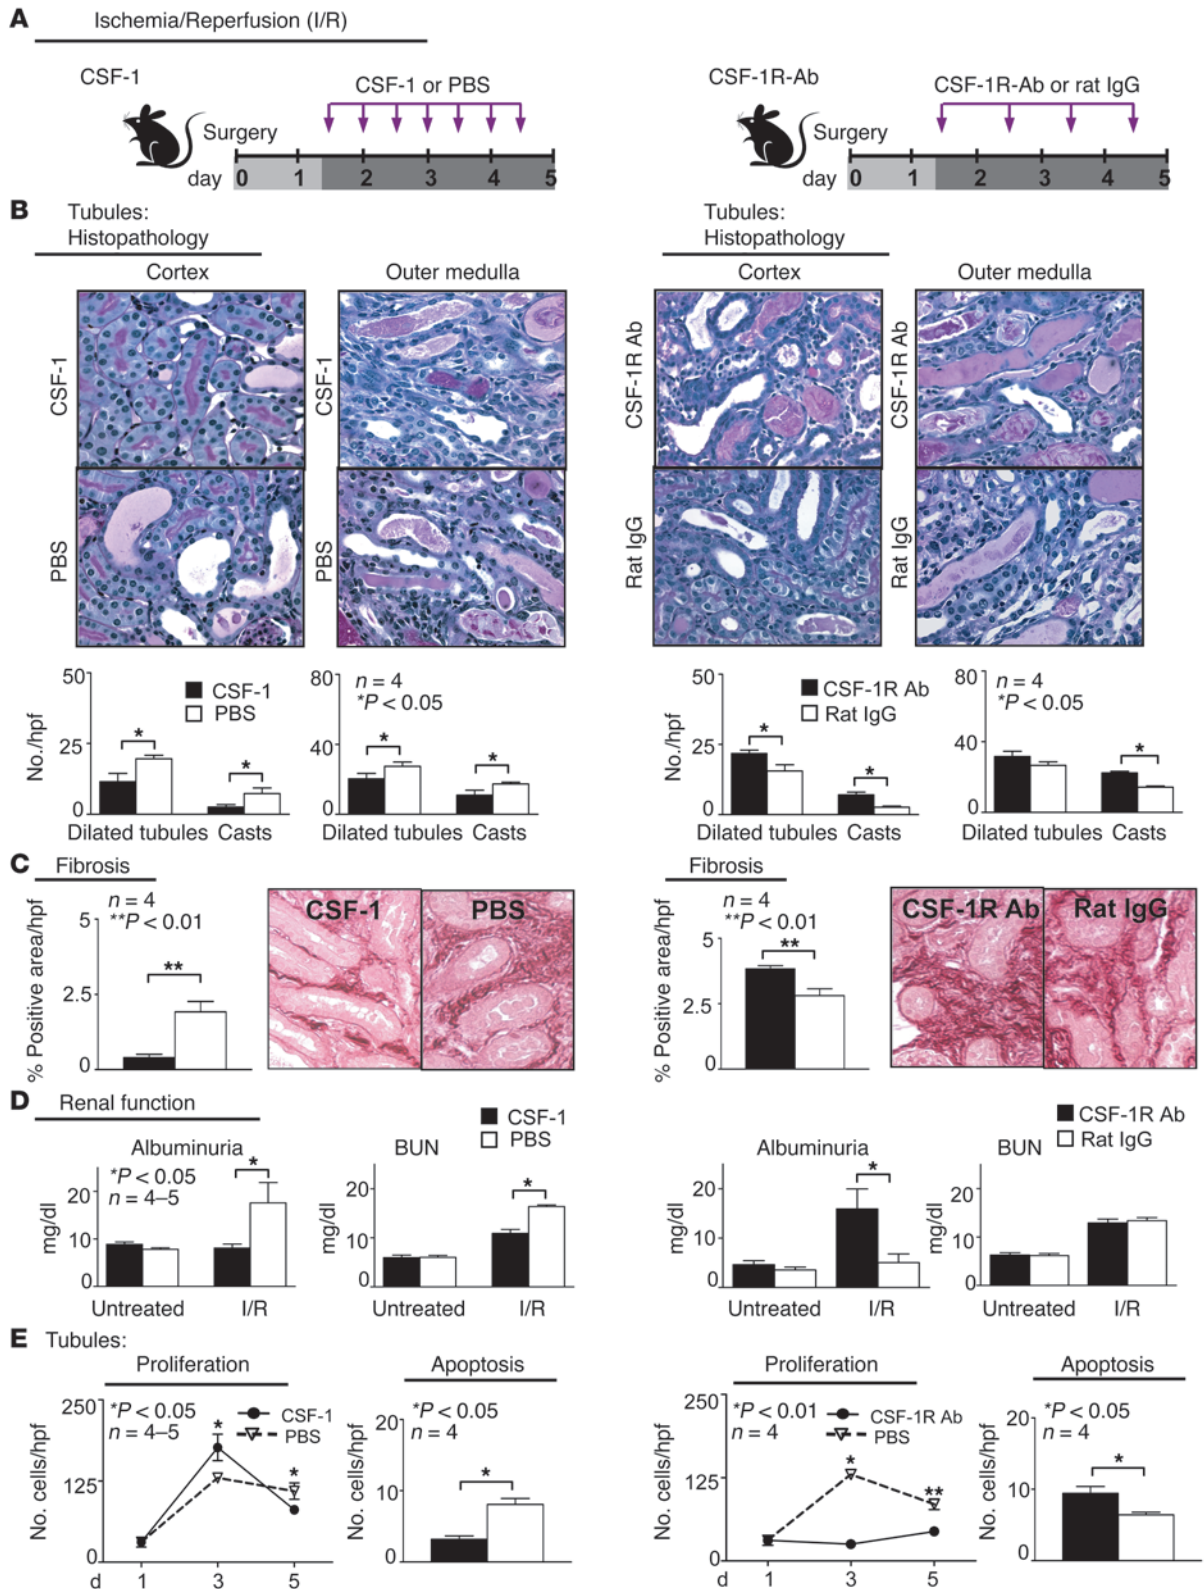 A Ischemia/Reperfusion (I/R)
CSF-1
CSF-1 or PBS
Surgery
day 0 1 2 3 4 5
CSF-1R-Ab
CSF-1R-Ab or rat IgG
Surgery
day 0 1 2 3 4 5
B Tubules:
Histopathology
Cortex Outer medulla
CSF-1 CSF-1
PBS PBS
Tubules:
Histopathology
Cortex Outer medulla
CSF-1R Ab CSF-1R Ab
Rat IgG Rat IgG
No./hpf
50
25
0
CSF-1
PBS
*
*
Dilated tubules Casts
80
40
0
n = 4
*P < 0.05
*
*
Dilated tubules Casts
No./hpf
50
25
0
CSF-1R Ab
Rat IgG
*
*
Dilated tubules Casts
80
40
0
n = 4
*P < 0.05
*
Dilated tubules Casts
C Fibrosis
% Positive area/hpf
5
2.5
0
n = 4
**P < 0.01
**
CSF-1 PBS
Fibrosis
% Positive area/hpf
5
2.5
0
n = 4
**P < 0.01
**
CSF-1R Ab Rat IgG
D Renal function
CSF-1
PBS
Albuminuria
mg/dl
20
10
0
*P < 0.05
n = 4–5
*
Untreated I/R
BUN
mg/dl
20
10
0
*
Untreated I/R
CSF-1R Ab
Rat IgG
Albuminuria
mg/dl
20
10
0
*
Untreated I/R
BUN
mg/dl
20
10
0
Untreated I/R
E Tubules:
Proliferation
No. cells/hpf
250
125
0
*P < 0.05
n = 4–5
CSF-1
PBS
*
*
d 1 3 5
Apoptosis
No. cells/hpf
20
10
0
*P < 0.05
n = 4
*
Proliferation
No. cells/hpf
250
125
0
*P < 0.01
n = 4
CSF-1R Ab
PBS
*
**
d 1 3 5
Apoptosis
No. cells/hpf
20
10
0
*P < 0.05
n = 4
*